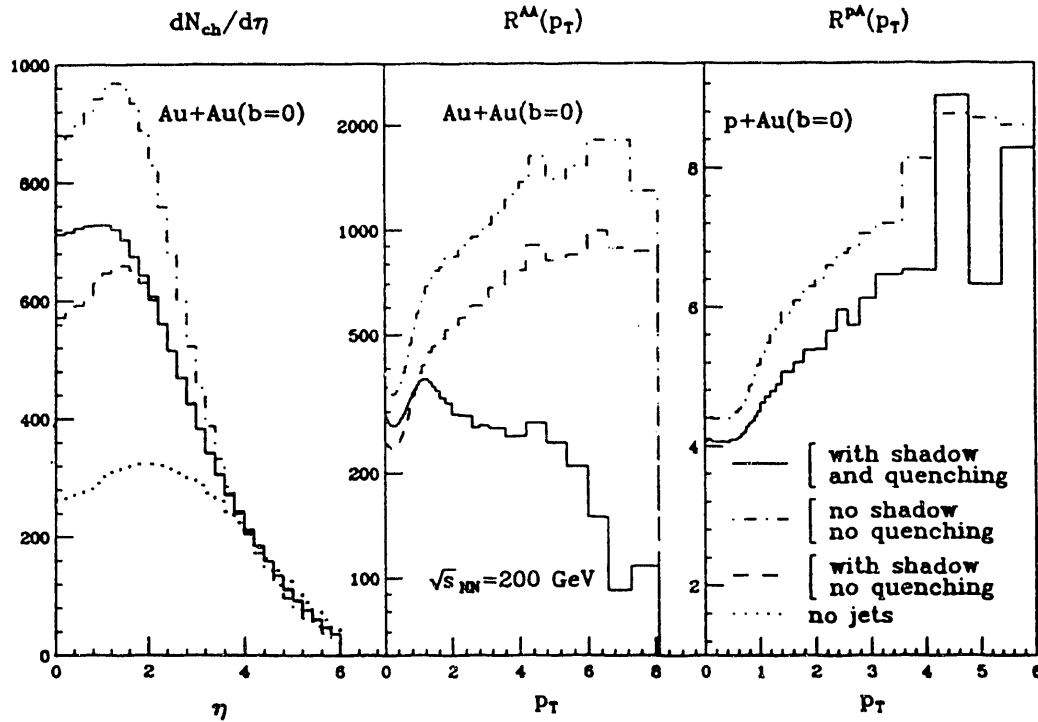 dN_ch/dη
R^AA(p_T)
R^pA(p_T)
1000
800
600
400
200
0
Au+Au(b=0)
0 2 4 6
η
2000
1000
500
200
100
Au+Au(b=0)
√s_NN=200 GeV
0 2 4 6 8
p_T
8
6
4
2
p+Au(b=0)
with shadow
and quenching
no shadow
no quenching
with shadow
no quenching
no jets
0 1 2 3 4 5 6
p_T